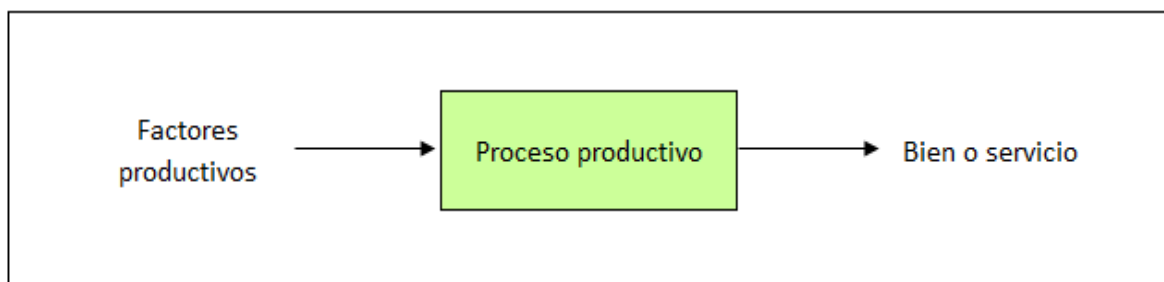 Factores
productivos
Proceso productivo
Bien o servicio